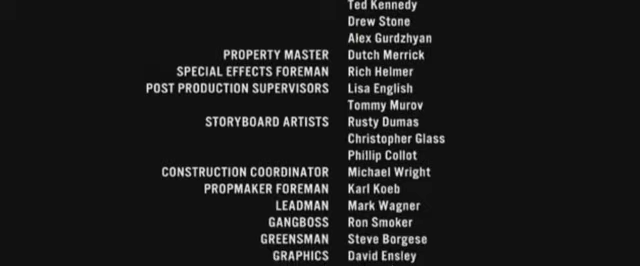 Ted Kennedy
Drew Stone
Alex Gurdzhyan
PROPERTY MASTER Dutch Merrick
SPECIAL EFFECTS FOREMAN Rich Helmer
POST PRODUCTION SUPERVISORS Lisa English
Tommy Murov
STORYBOARD ARTISTS Rusty Dumas
Christopher Glass
Phillip Collot
CONSTRUCTION COORDINATOR Michael Wright
PROPMAKER FOREMAN Karl Koeb
LEADMAN Mark Wagner
GANGBOSS Ron Smoker
GREENSMAN Steve Borgese
GRAPHICS David Ensley